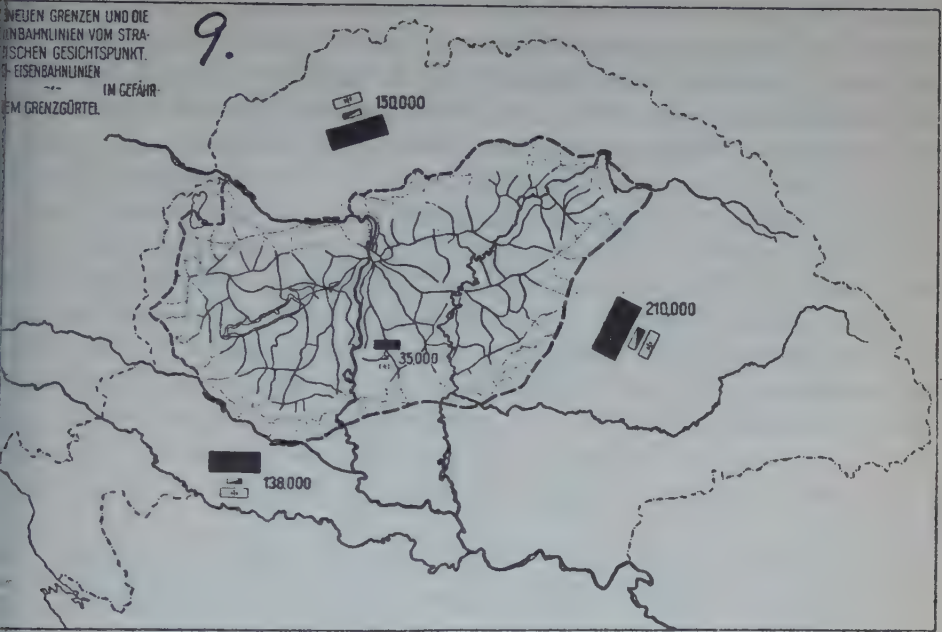 NEUEN GRENZEN UND DIE
NBAHNLINIEN VOM STRA-
SCHEN GESICHTSPUNKT.
EISENBAHNLINIEN
IM GEFÄHR-
EM GRENZGÜRTEL
9.
150.000
210,000
35.000
138.000